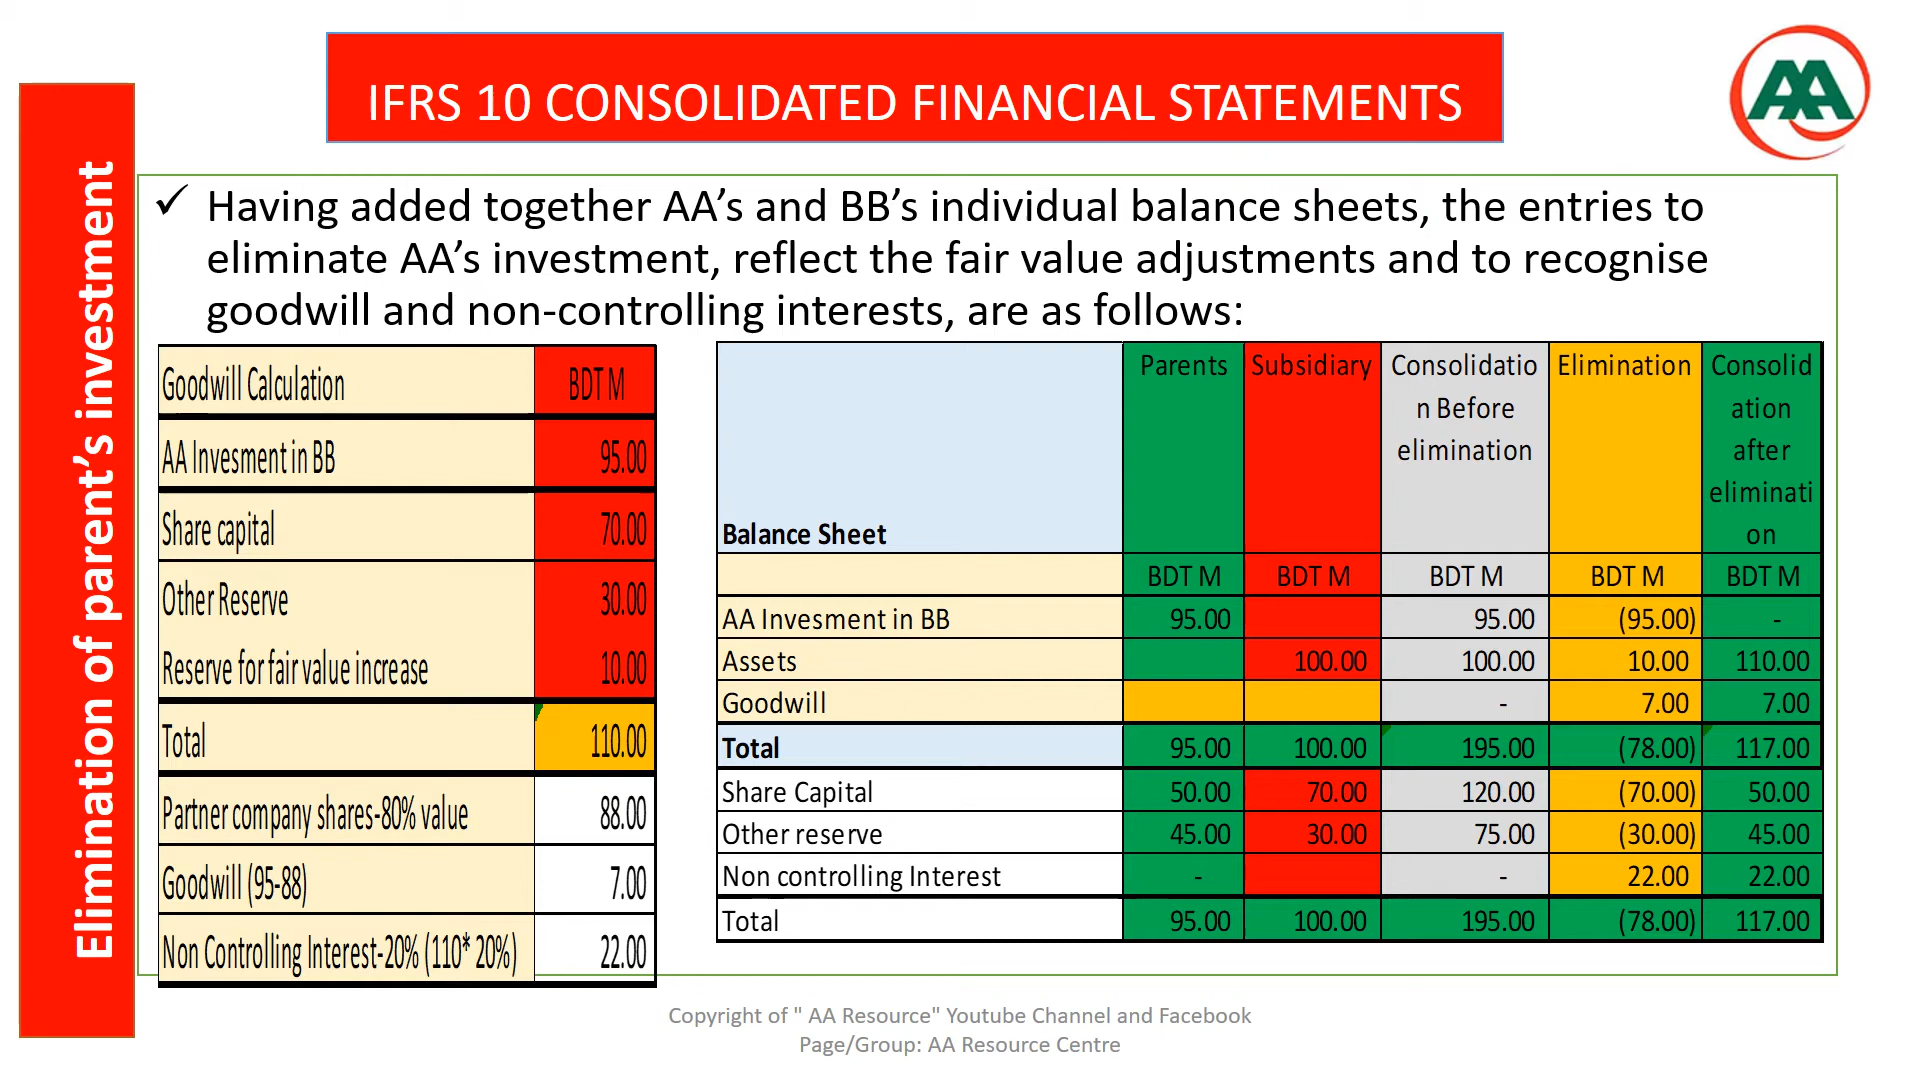 IFRS 10 CONSOLIDATED FINANCIAL STATEMENTS
AA
Elimination of parent's investment
✓ Having added together AA's and BB's individual balance sheets, the entries to
eliminate AA's investment, reflect the fair value adjustments and to recognise
goodwill and non-controlling interests, are as follows:
Goodwill Calculation BDT M
AA Invesment in BB 95.00
Share capital 70.00
Other Reserve 30.00
Reserve for fair value increase 10.00
Total 110.00
Partner company shares-80% value 88.00
Goodwill (95-88) 7.00
Non Controlling Interest-20% (110* 20%) 22.00
Parents Subsidiary Consolidatio Elimination Consolid
n Before ation
elimination after
eliminati
Balance Sheet on
BDT M BDT M BDT M BDT M BDT M
AA Invesment in BB 95.00 95.00 (95.00) -
Assets 100.00 100.00 10.00 110.00
Goodwill - 7.00 7.00
Total 95.00 100.00 195.00 (78.00) 117.00
Share Capital 50.00 70.00 120.00 (70.00) 50.00
Other reserve 45.00 30.00 75.00 (30.00) 45.00
Non controlling Interest - - 22.00 22.00
Total 95.00 100.00 195.00 (78.00) 117.00
Copyright of " AA Resource" Youtube Channel and Facebook
Page/Group: AA Resource Centre